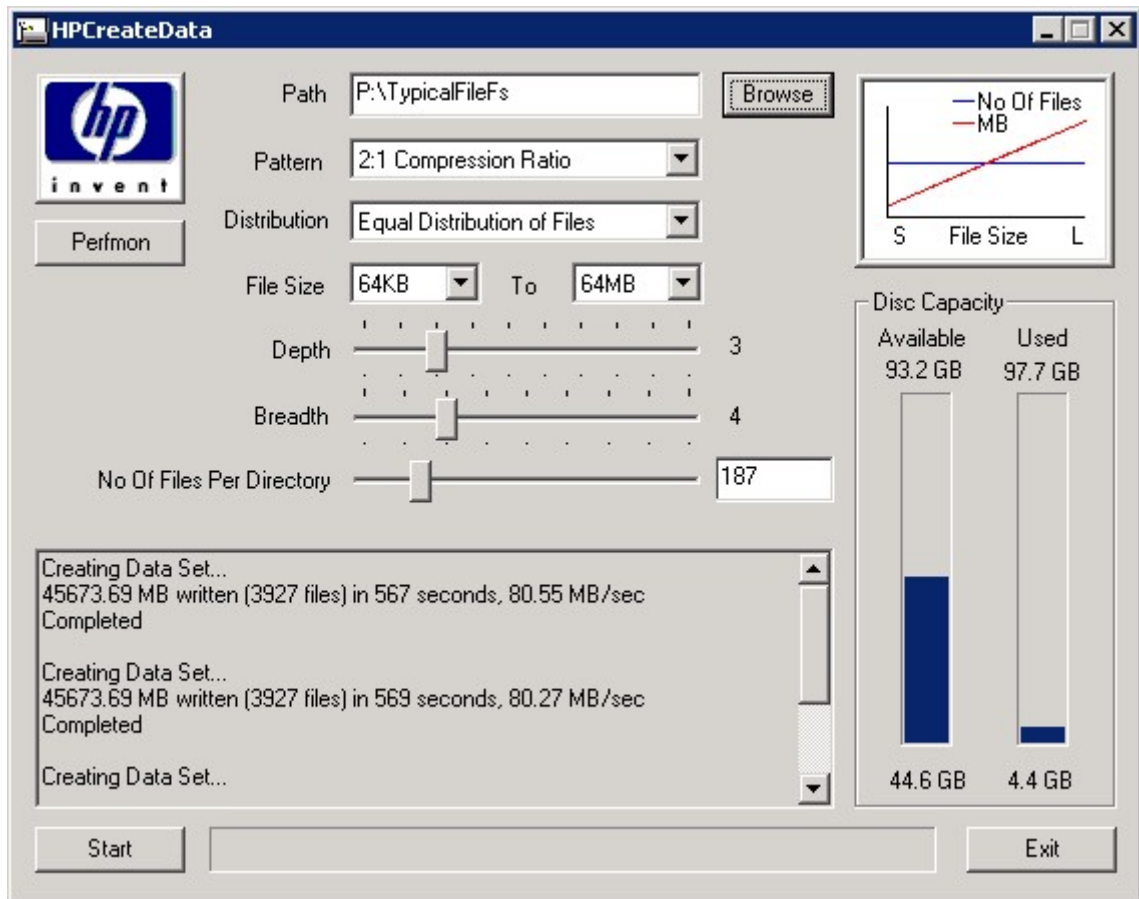 HPCreateData
hp
invent
Perfmon
Path P:\TypicalFileFs Browse
Pattern 2:1 Compression Ratio
Distribution Equal Distribution of Files
File Size 64KB To 64MB
Depth 3
Breadth 4
No Of Files Per Directory 187
No Of Files
MB
S File Size L
Disc Capacity
Available Used
93.2 GB 97.7 GB
44.6 GB 4.4 GB
Creating Data Set...
45673.69 MB written (3927 files) in 567 seconds, 80.55 MB/sec
Completed
Creating Data Set...
45673.69 MB written (3927 files) in 569 seconds, 80.27 MB/sec
Completed
Creating Data Set...
Start Exit